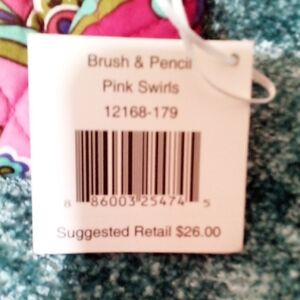 Brush & Pencil
Pink Swirls
12168-179
8 86003 25474 5
Suggested Retail $26.00